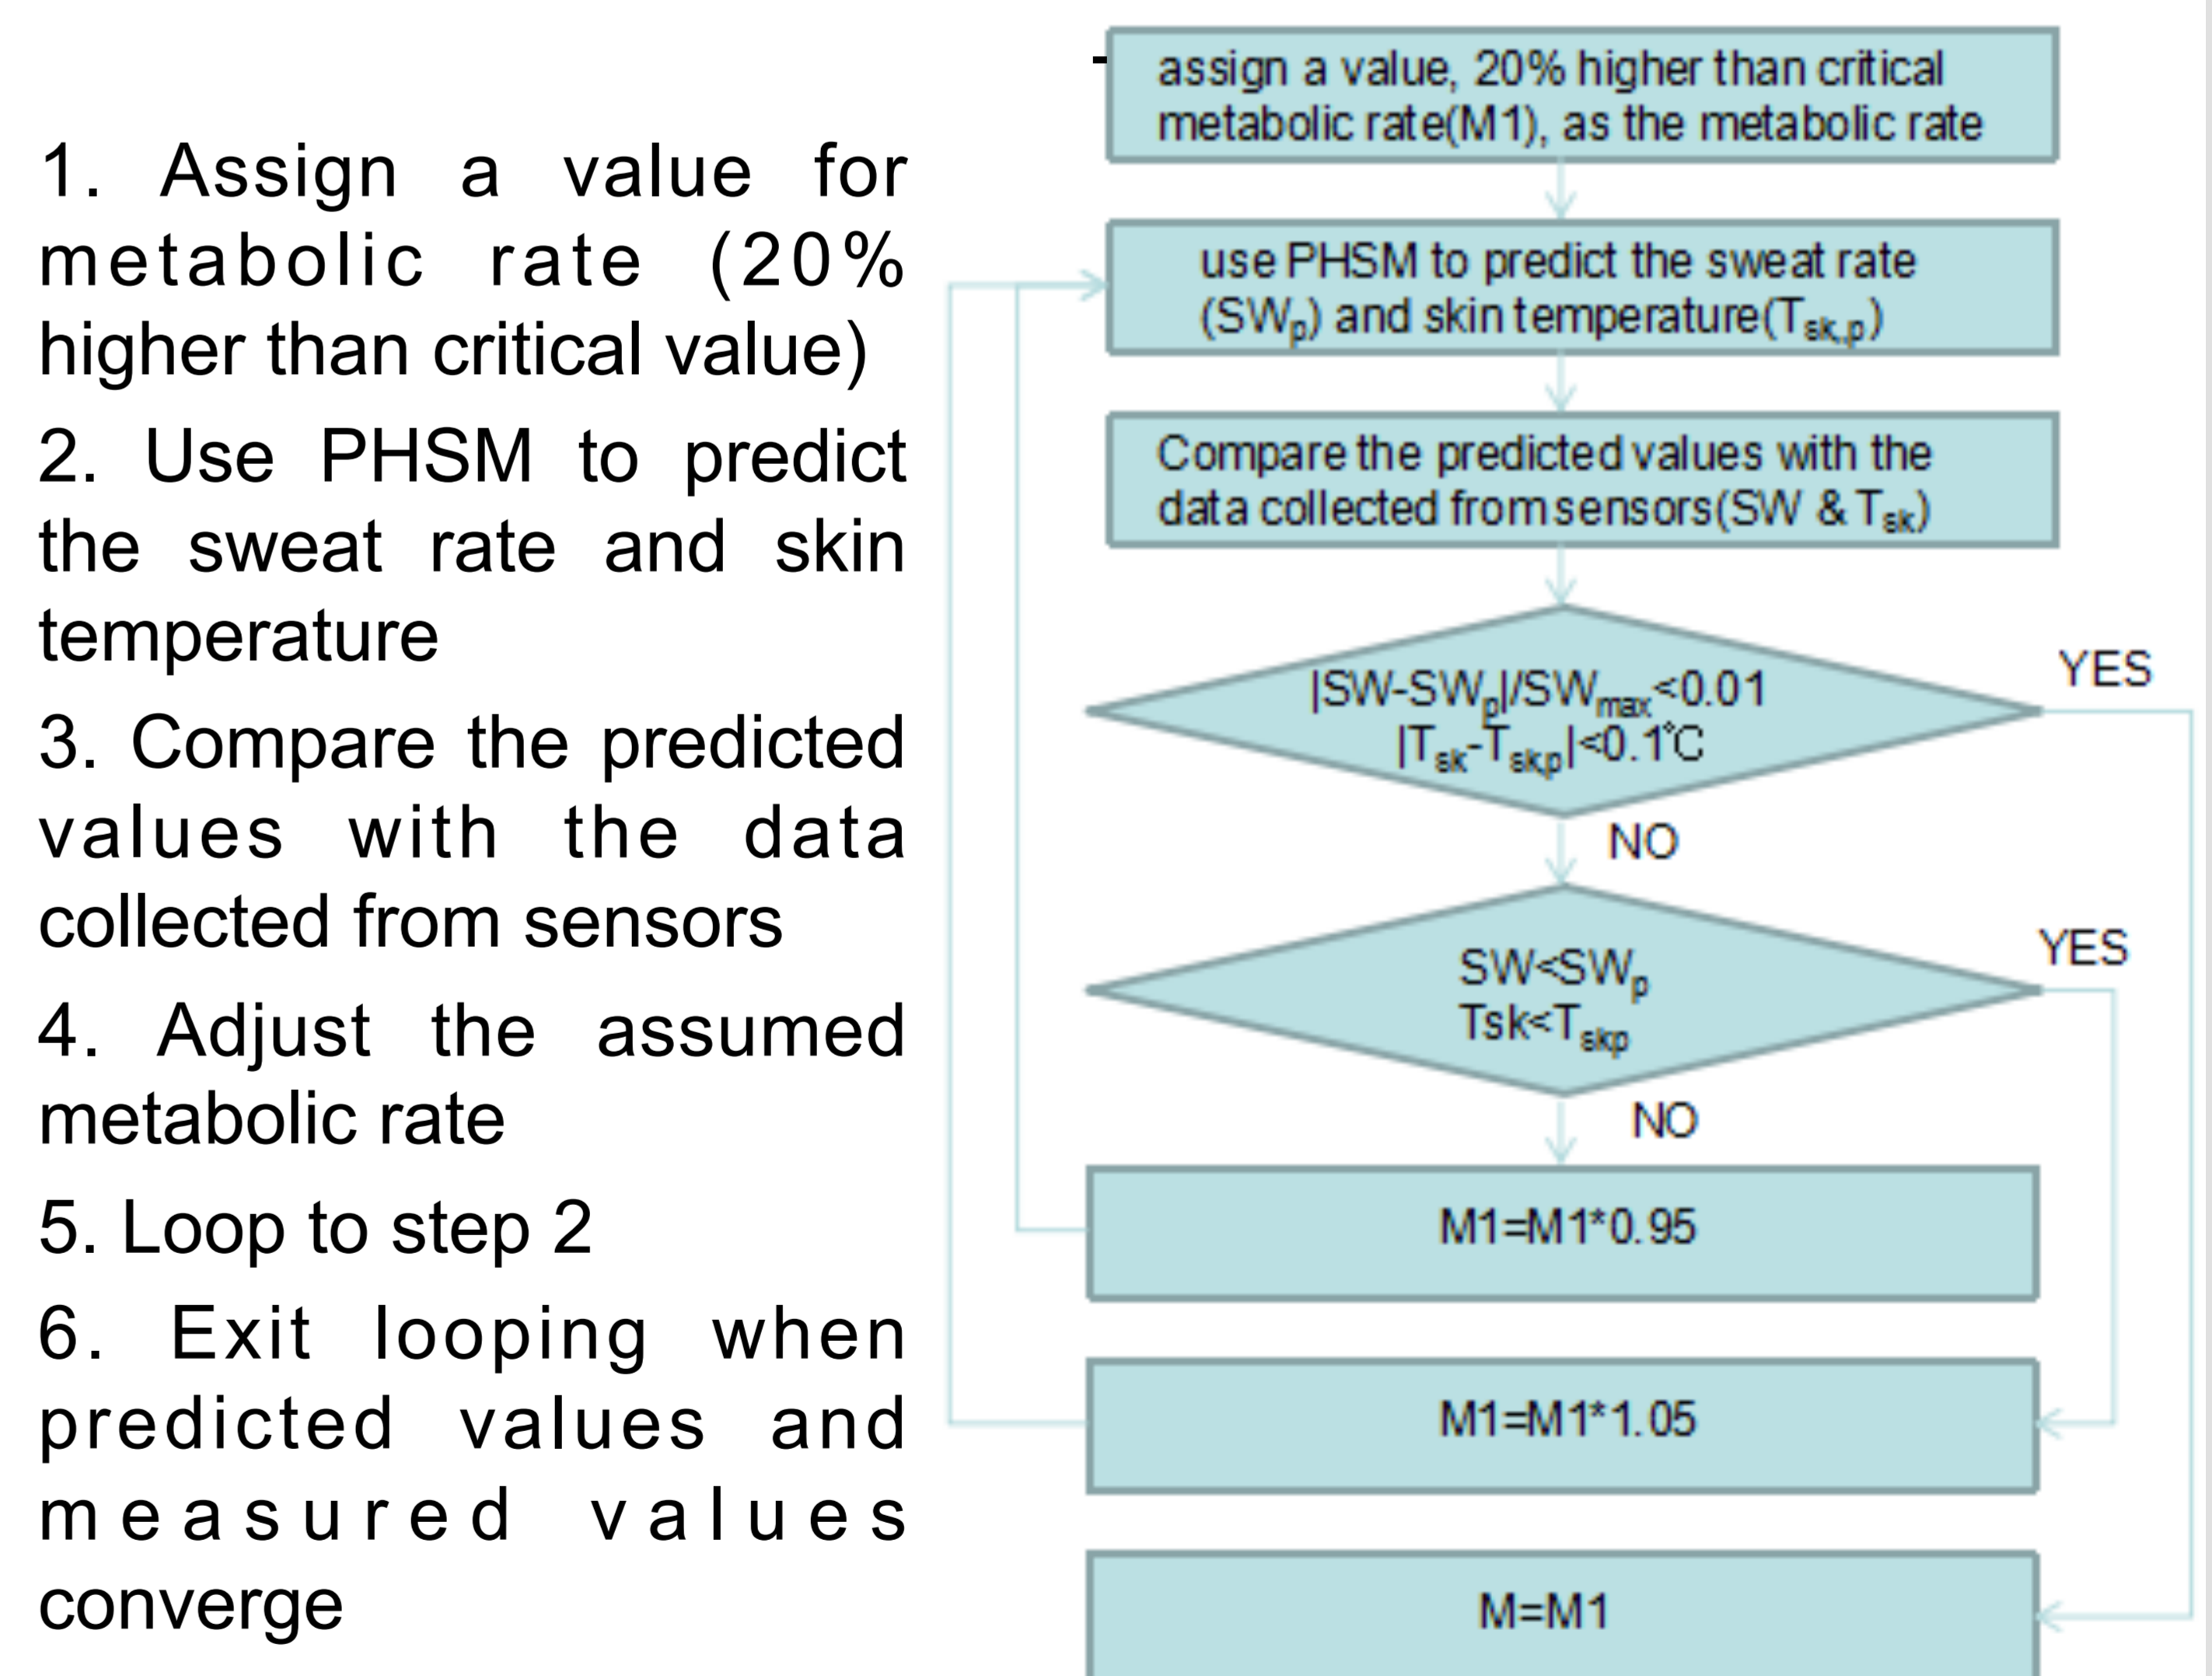 1. Assign a value for
metabolic rate (20%
higher than critical value)
2. Use PHSM to predict
the sweat rate and skin
temperature
3. Compare the predicted
values with the data
collected from sensors
4. Adjust the assumed
metabolic rate
5. Loop to step 2
6. Exit looping when
predicted values and
measured values
converge
-
assign a value, 20% higher than critical
metabolic rate(M1), as the metabolic rate
use PHSM to predict the sweat rate
(SWp) and skin temperature(Tsk,p)
Compare the predicted values with the
data collected from sensors(SW & Tsk)
|SW-SWp|/SWmax<0.01
|Tsk-Tskp|<0.1℃
YES
NO
SW<SWp
Tsk<Tskp
YES
NO
M1=M1*0.95
M1=M1*1.05
M=M1